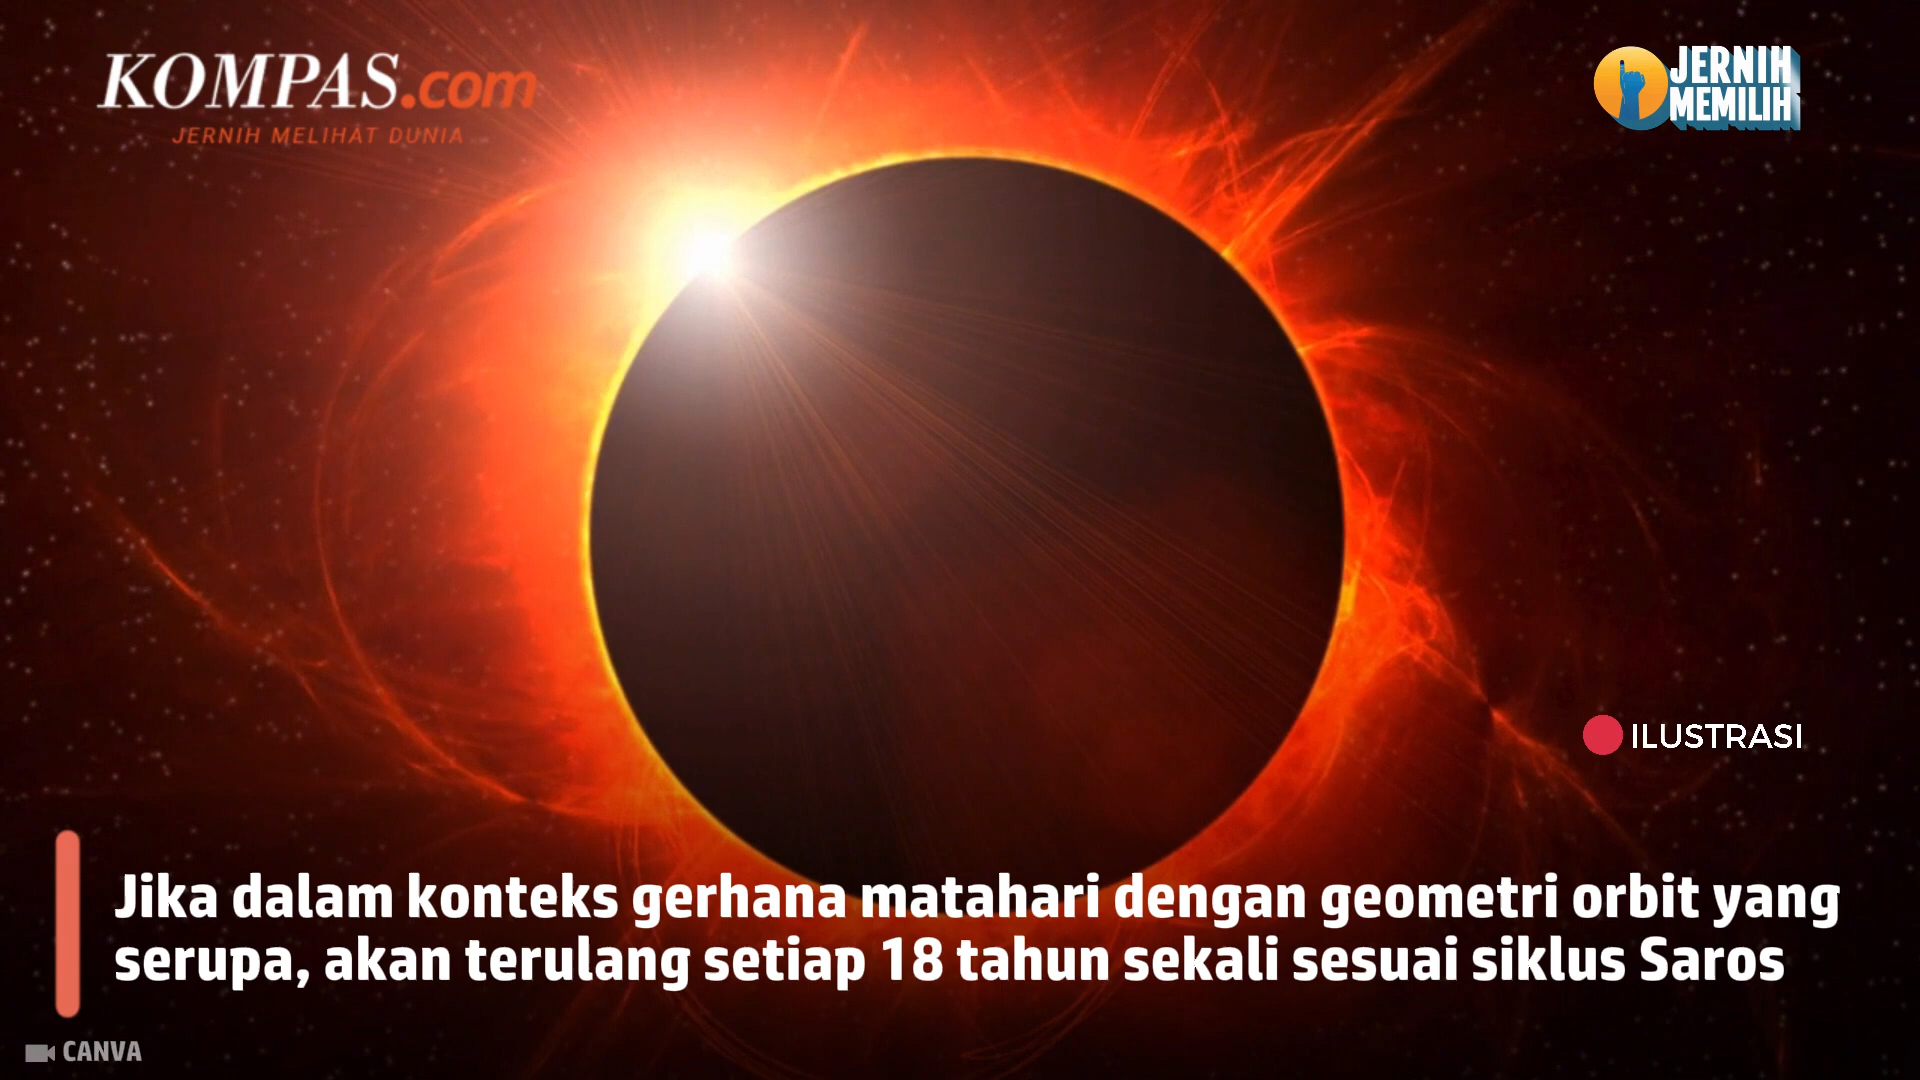 KOMPAS.com
JERNIH MELIHAT DUNIA
JERNIH
MEMILIH
ILUSTRASI
Jika dalam konteks gerhana matahari dengan geometri orbit yang
serupa, akan terulang setiap 18 tahun sekali sesuai siklus Saros
CANVA